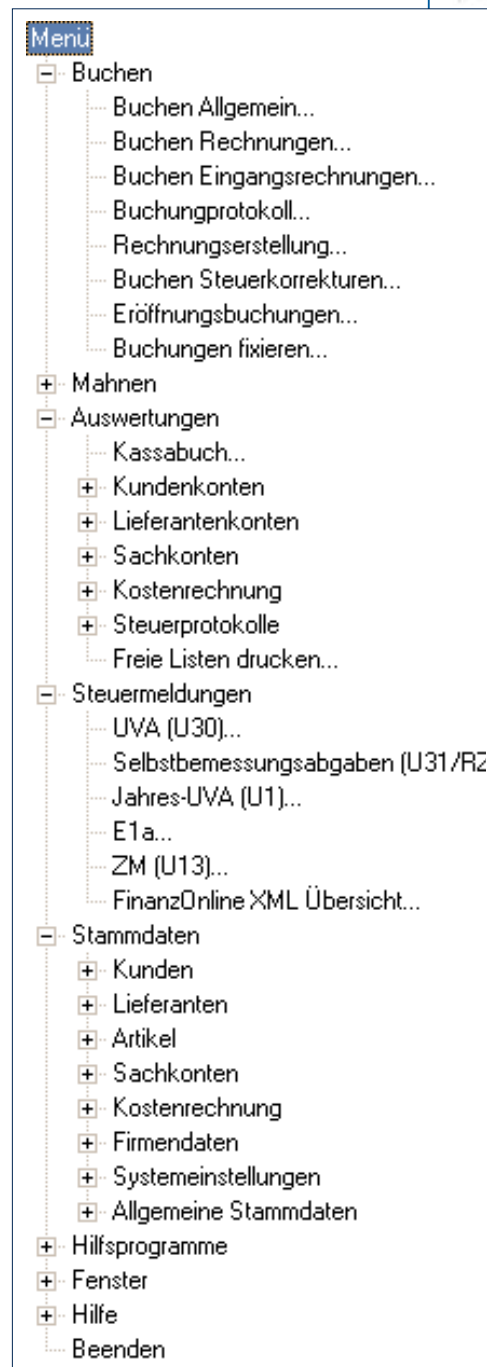 Menü
Buchen
Buchen Allgemein...
Buchen Rechnungen...
Buchen Eingangsrechnungen...
Buchungprotokoll...
Rechnungserstellung...
Buchen Steuerkorrekturen...
Eröffnungsbuchungen...
Buchungen fixieren...
Mahnen
Auswertungen
Kassabuch...
Kundenkonten
Lieferantenkonten
Sachkonten
Kostenrechnung
Steuerprotokolle
Freie Listen drucken...
Steuermeldungen
UVA (U30)...
Selbstbemessungsabgaben (U31/RZ
Jahres-UVA (U1)...
E1a...
ZM (U13)...
FinanzOnline XML Übersicht...
Stammdaten
Kunden
Lieferanten
Artikel
Sachkonten
Kostenrechnung
Firmendaten
Systemeinstellungen
Allgemeine Stammdaten
Hilfsprogramme
Fenster
Hilfe
Beenden